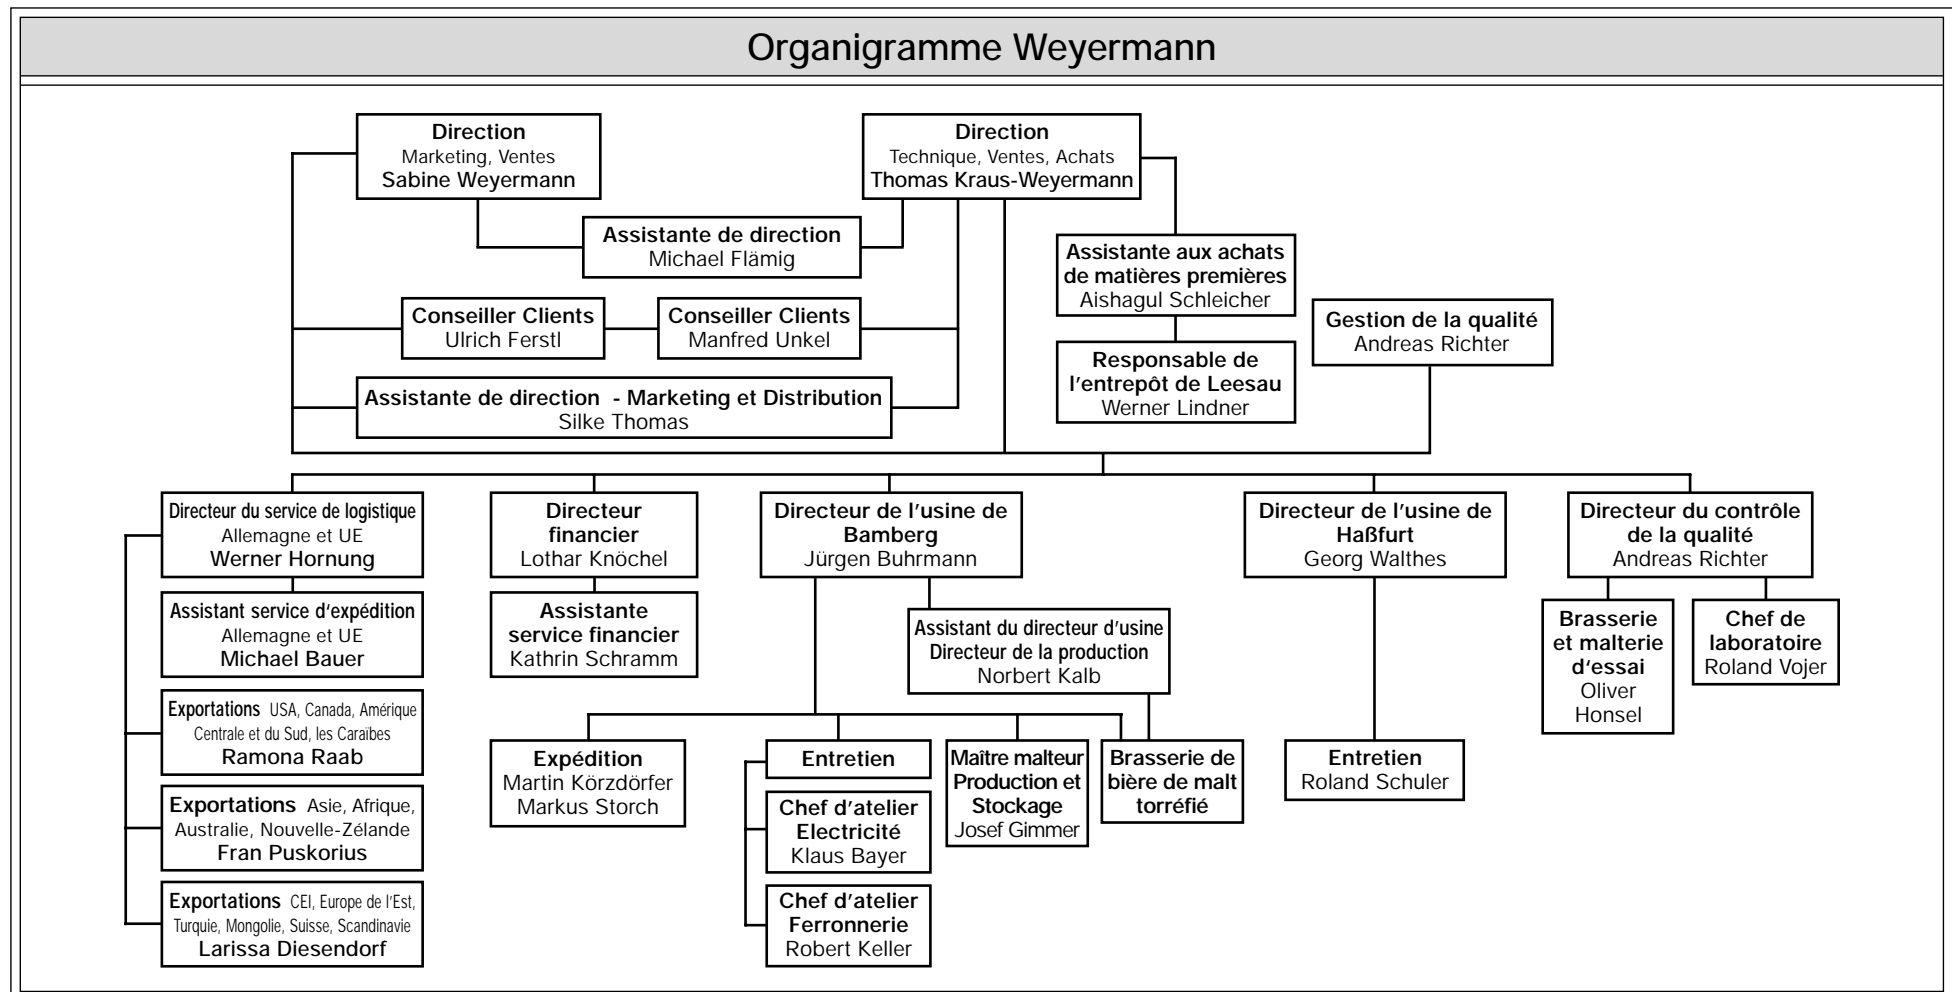 Organigramme Weyermann
Direction
Marketing, Ventes
Sabine Weyermann
Direction
Technique, Ventes, Achats
Thomas Kraus-Weyermann
Assistante de direction
Michael Flämig
Assistante aux achats
de matières premières
Aishagul Schleicher
Conseiller Clients
Ulrich Ferstl
Conseiller Clients
Manfred Unkel
Gestion de la qualité
Andreas Richter
Responsable de
l'entrepôt de Leesau
Werner Lindner
Assistante de direction - Marketing et Distribution
Silke Thomas
Directeur du service de logistique
Allemagne et UE
Werner Hornung
Directeur
financier
Lothar Knöchel
Directeur de l'usine de
Bamberg
Jürgen Buhrmann
Directeur de l'usine de
Haßfurt
Georg Walthes
Directeur du contrôle
de la qualité
Andreas Richter
Assistant service d'expédition
Allemagne et UE
Michael Bauer
Assistante
service financier
Kathrin Schramm
Assistant du directeur d'usine
Directeur de la production
Norbert Kalb
Brasserie
et malterie
d'essai
Oliver
Honsel
Chef de
laboratoire
Roland Vojer
Exportations USA, Canada, Amérique
Centrale et du Sud, les Caraïbes
Ramona Raab
Expédition
Martin Körzdörfer
Markus Storch
Entretien
Maître malteur
Production et
Stockage
Josef Gimmer
Brasserie de
bière de malt
torréfié
Entretien
Roland Schuler
Exportations Asie, Afrique,
Australie, Nouvelle-Zélande
Fran Puskorius
Chef d'atelier
Electricité
Klaus Bayer
Exportations CEI, Europe de l'Est,
Turquie, Mongolie, Suisse, Scandinavie
Larissa Diesendorf
Chef d'atelier
Ferronnerie
Robert Keller